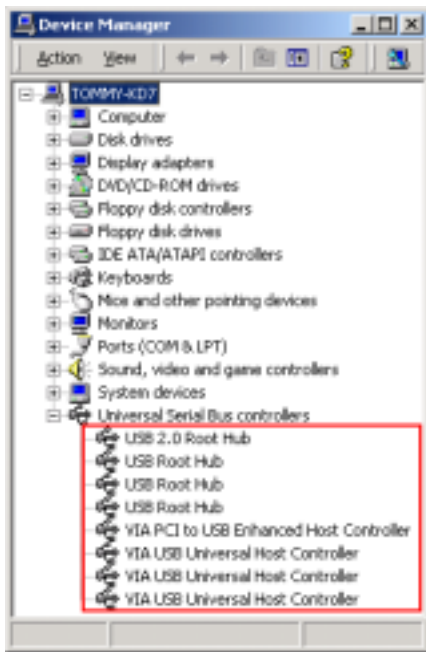 Device Manager
Action View
TOMMY-KD7
Computer
Disk drives
Display adapters
DVD/CD-ROM drives
Floppy disk controllers
Floppy disk drives
IDE ATA/ATAPI controllers
Keyboards
Mice and other pointing devices
Monitors
Ports (COM & LPT)
Sound, video and game controllers
System devices
Universal Serial Bus controllers
USB 2.0 Root Hub
USB Root Hub
USB Root Hub
USB Root Hub
VIA PCI to USB Enhanced Host Controller
VIA USB Universal Host Controller
VIA USB Universal Host Controller
VIA USB Universal Host Controller